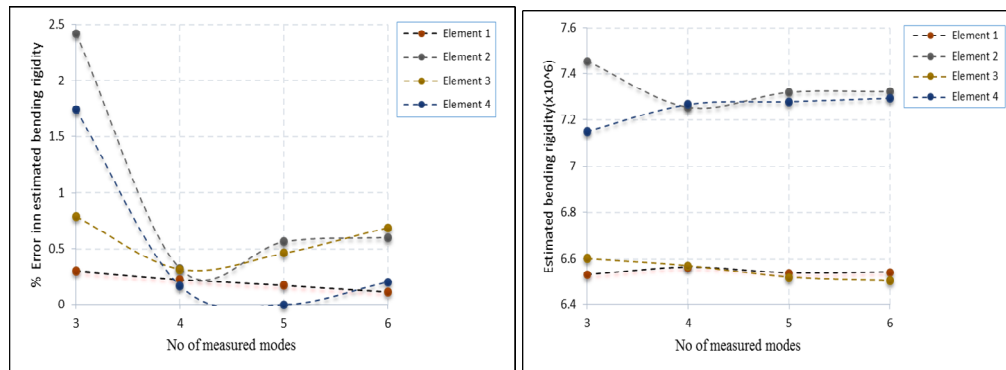 % Error inn estimated bending rigidity
2.5
2
1.5
1
0.5
0
3 4 5 6
No of measured modes
Element 1
Element 2
Element 3
Element 4
Estimated bending rigidity(x10^6)
7.6
7.4
7.2
7
6.8
6.6
6.4
3 4 5 6
No of measured modes
Element 1
Element 2
Element 3
Element 4